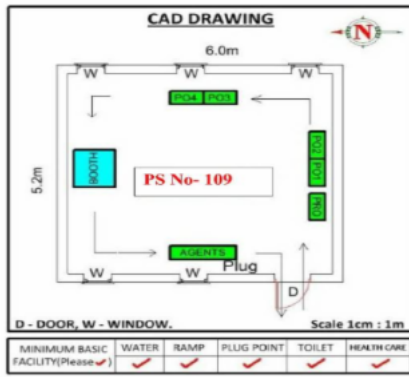 CAD DRAWING
N
6.0m
W W W
PO4 PO3
5.2m
BOOTH
PS No- 109
PO2
PO1
PRO
AGENTS
Plug
W W
D
D - DOOR, W - WINDOW.
Scale 1cm : 1m
MINIMUM BASIC FACILITY(Please✓)
WATER
RAMP
PLUG POINT
TOILET
HEALTH CARE
✓ ✓ ✓ ✓ ✓